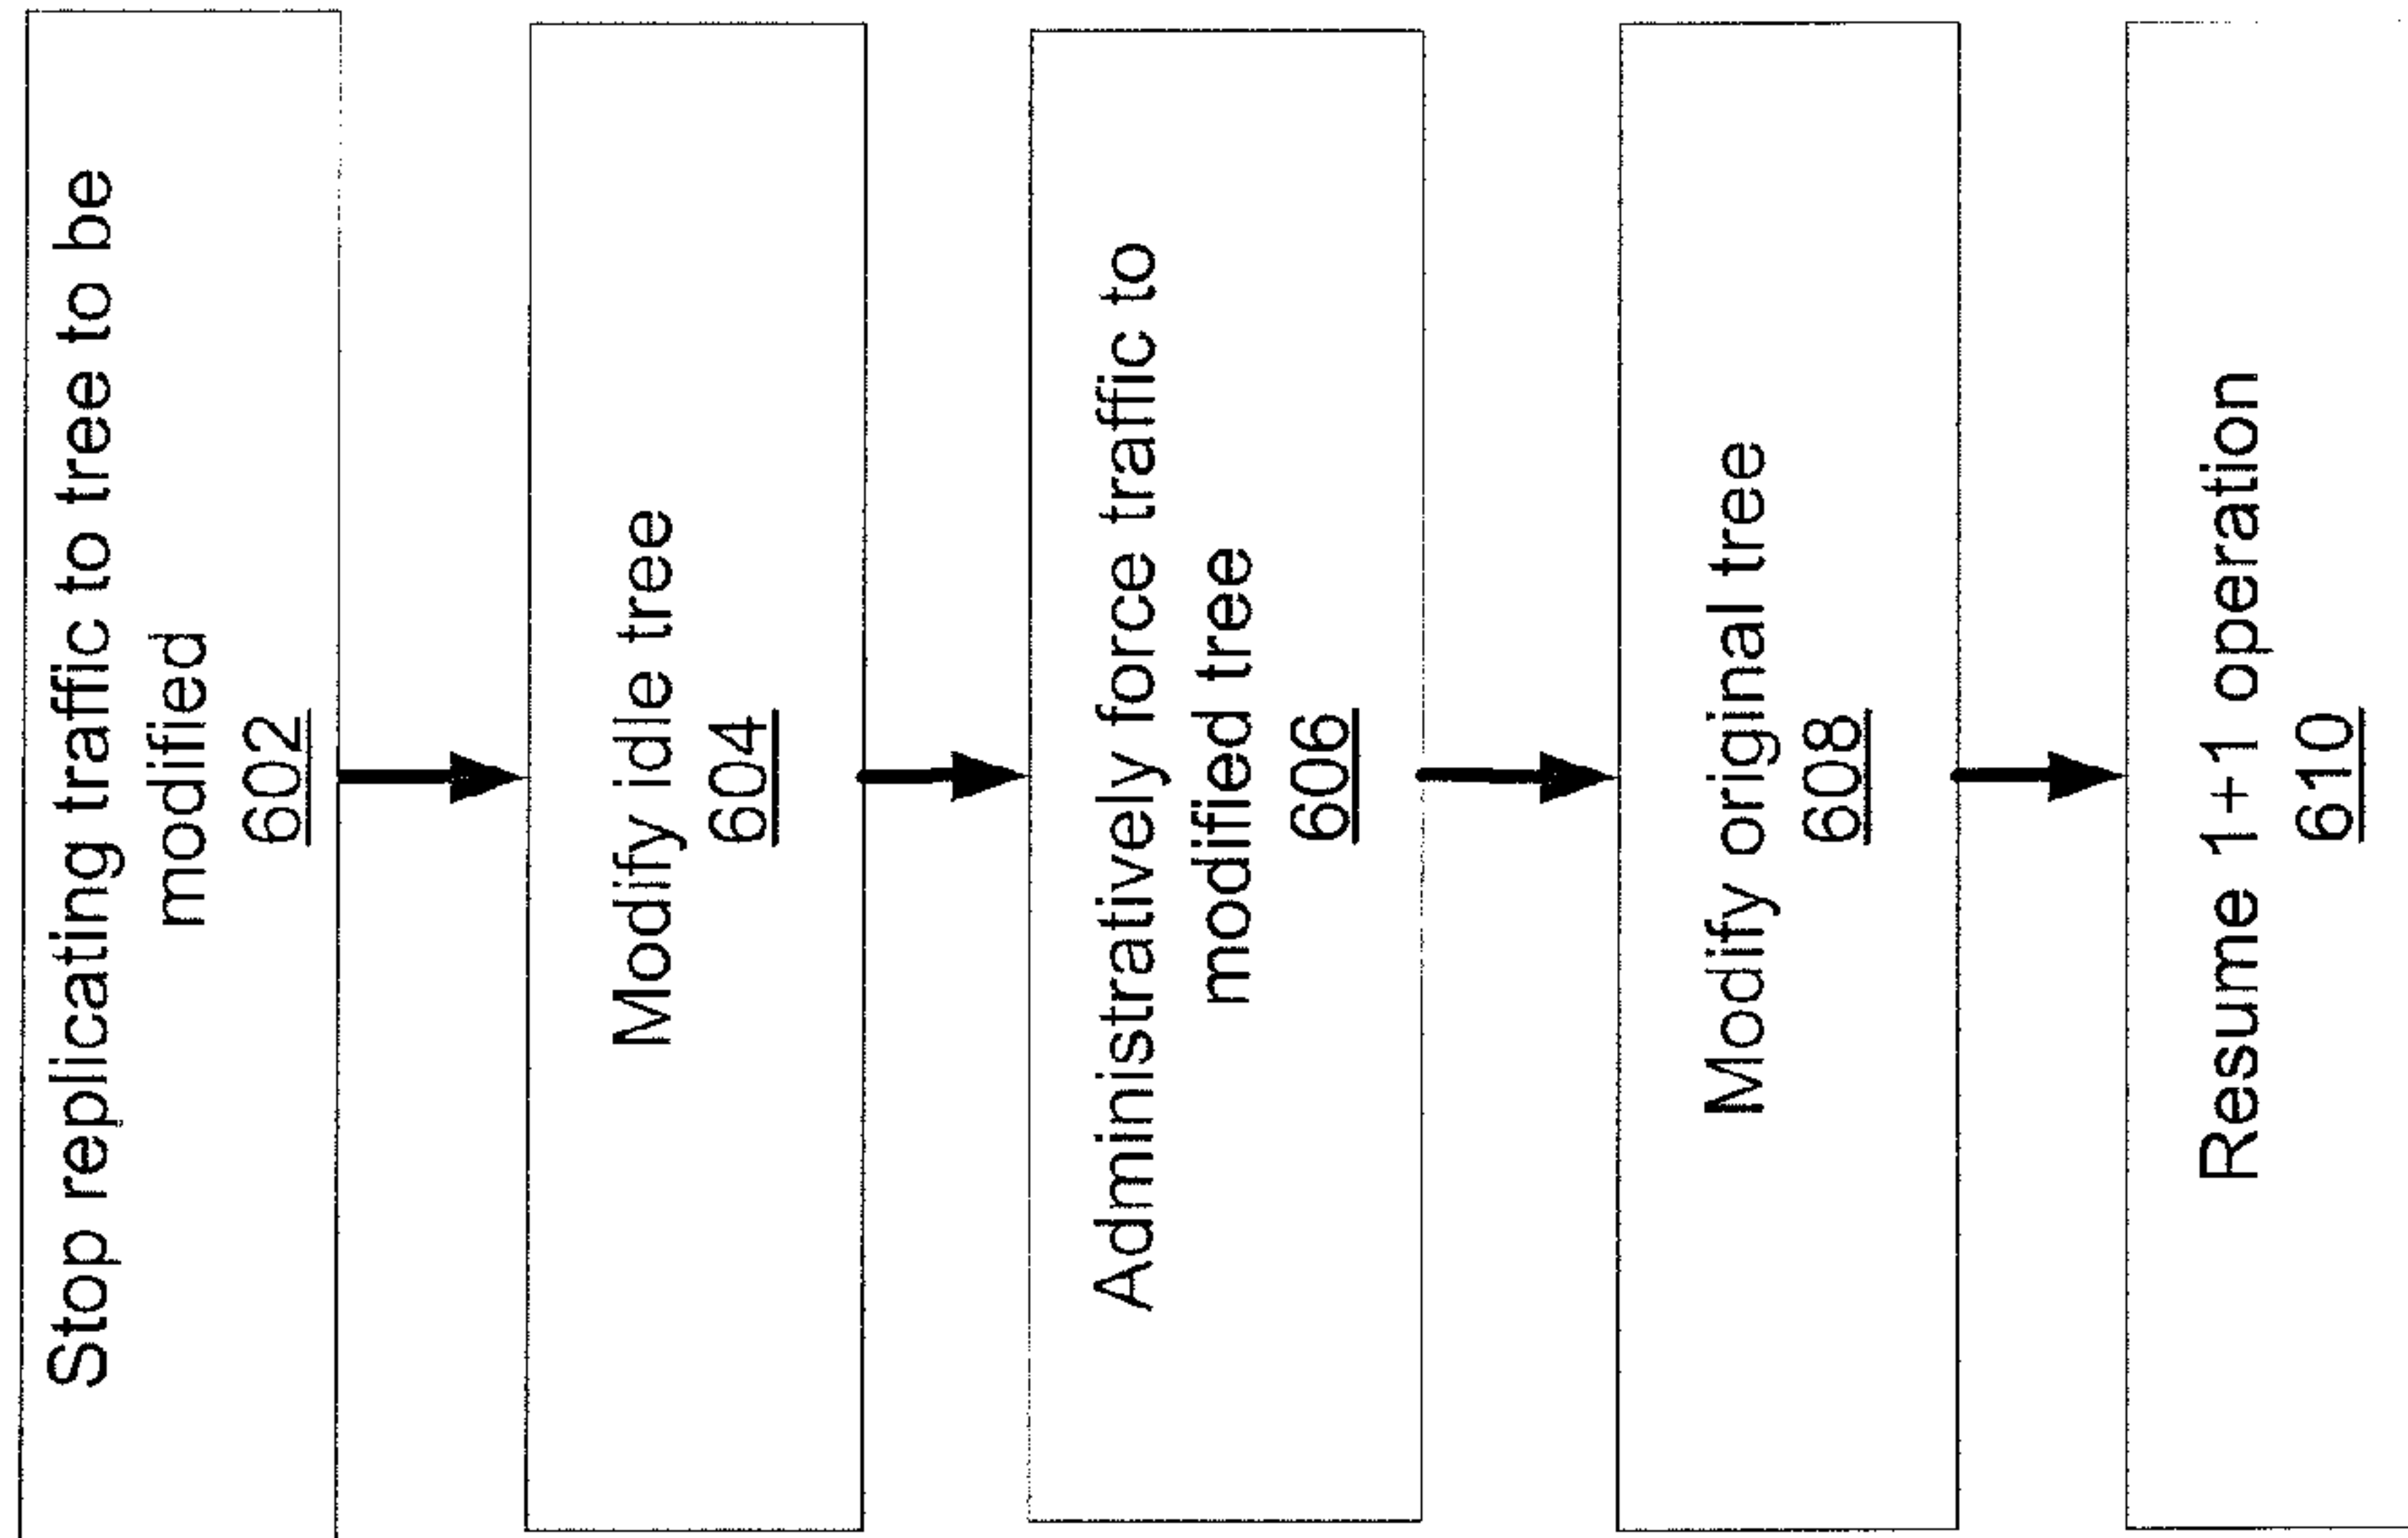 Stop replicating traffic to tree to be
modified
602
Modify idle tree
604
Administratively force traffic to
modified tree
606
Modify original tree
608
Resume 1+1 operation
610